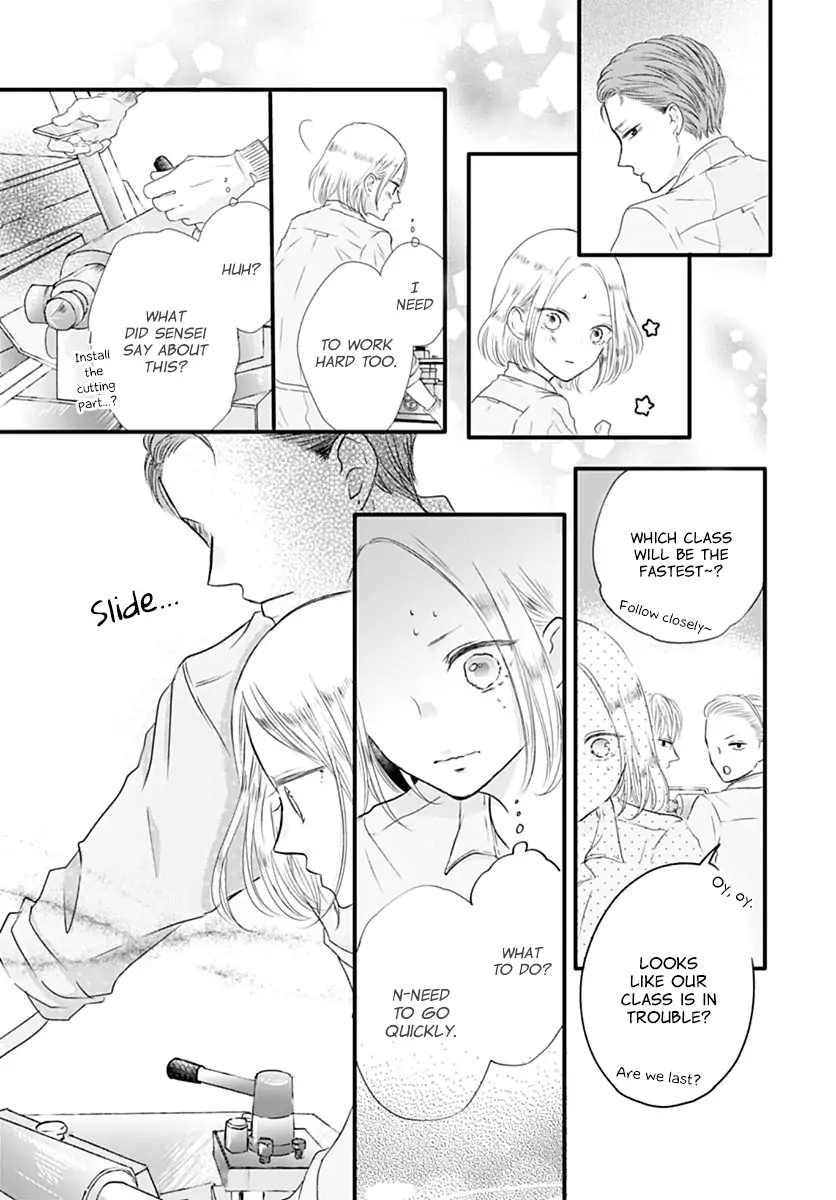 I
NEED
TO WORK
HARD TOO.
HUH?
WHAT
DID SENSEI
SAY ABOUT
THIS?
Install
the
cutting
part...?
WHICH CLASS
WILL BE THE
FASTEST~?
Follow closely~
Oy, oy.
LOOKS
LIKE OUR
CLASS IS IN
TROUBLE?
Are we last?
WHAT
TO DO?
N-NEED
TO GO
QUICKLY.
Slide...